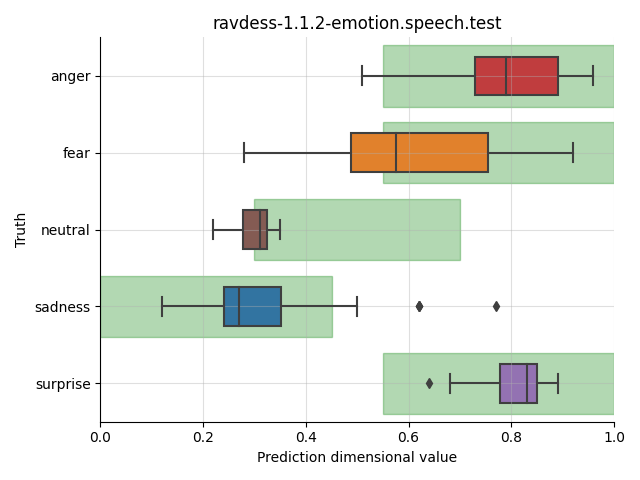 ravdess-1.1.2-emotion.speech.test
anger
fear
neutral
sadness
surprise
Truth
0.0 0.2 0.4 0.6 0.8 1.0
Prediction dimensional value